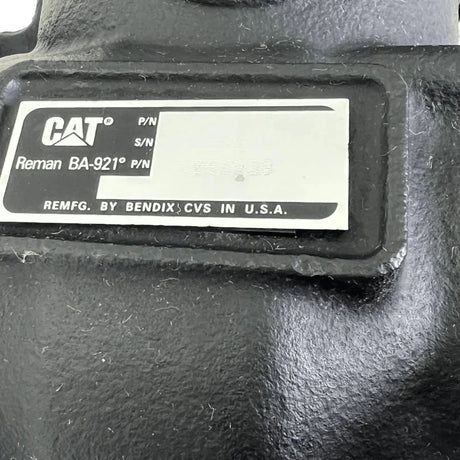 CAT® P/N
S/N
Reman BA-921® P/N
REMFG. BY BENDIX CVS IN U.S.A.